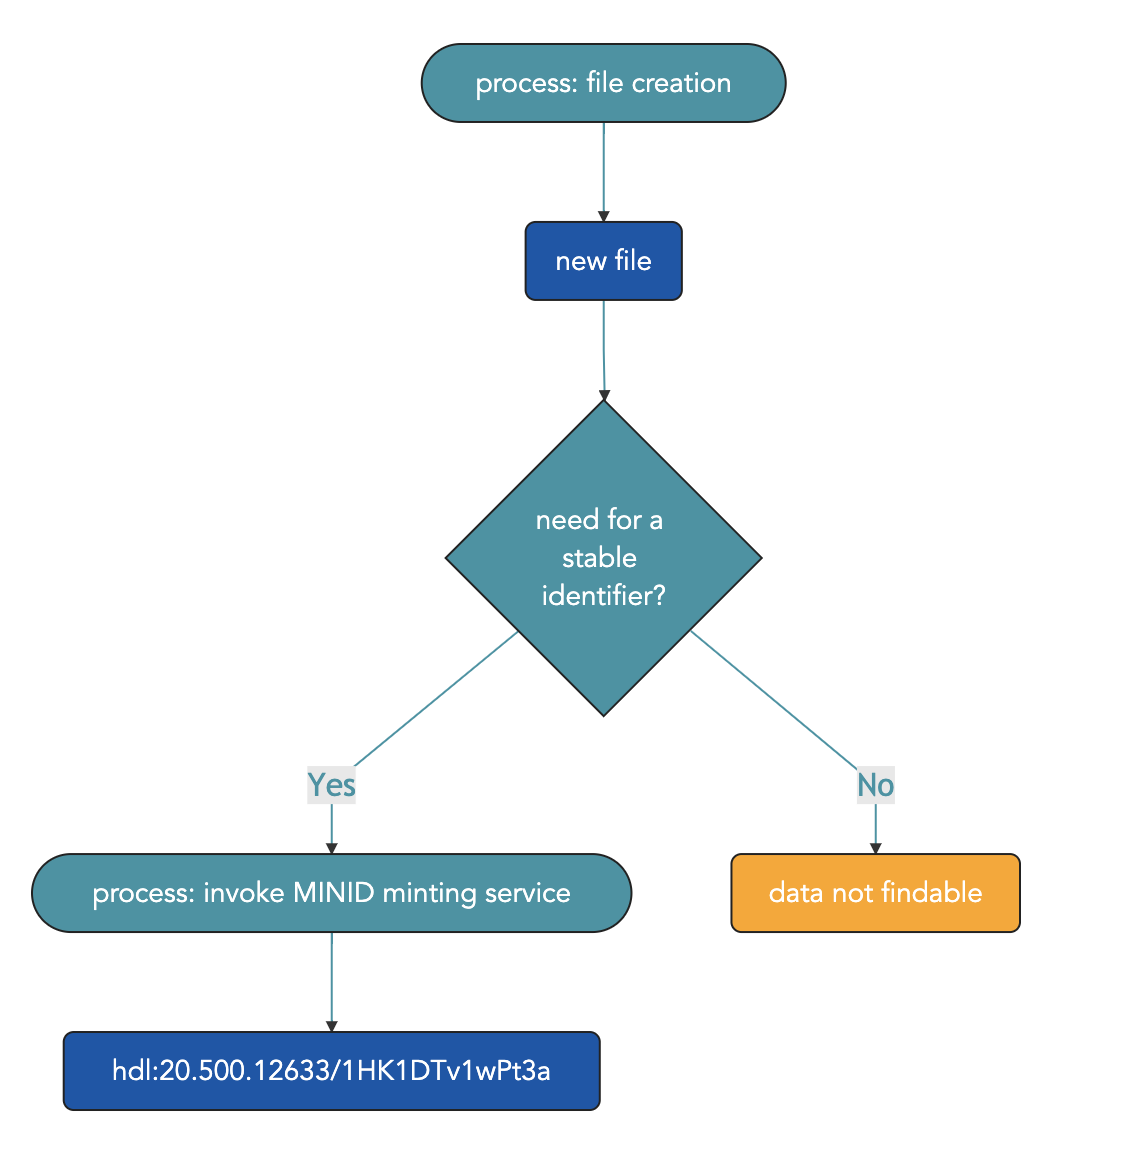 process: file creation
new file
need for a
stable
identifier?
Yes
No
process: invoke MINID minting service
data not findable
hdl:20.500.12633/1HK1DTv1wPt3a